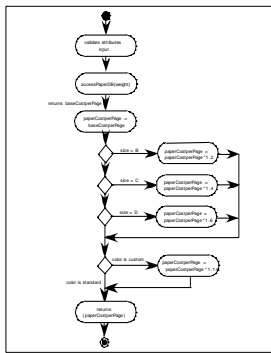 validate attributes
input
accessPaperDB(weight)
returns baseCostperPage
paperCostperPage =
baseCostperPage
size = B
paperCostperPage =
paperCostperPage *1.2
size = C
paperCostperPage =
paperCostperPage *1.4
size = D
paperCostperPage =
paperCostperPage *1.6
color is custom
paperCostperPage =
paperCostperPage *1.1
color is standard
returns
(paperCostperPage)